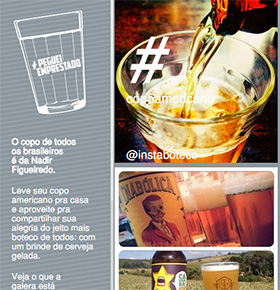 # PEGUEI
EMPRESTADO
O copo de todos
os brasileiros
é da Nadir
Figueiredo.
Leve seu copo
americano pra casa
e aproveite pra
compartilhar sua
alegria do jeito mais
boteco de todos: com
um brinde de cerveja
gelada.
Veja o que a
galera está
#
copoamericano
@instaboteco
DIABÓLICA